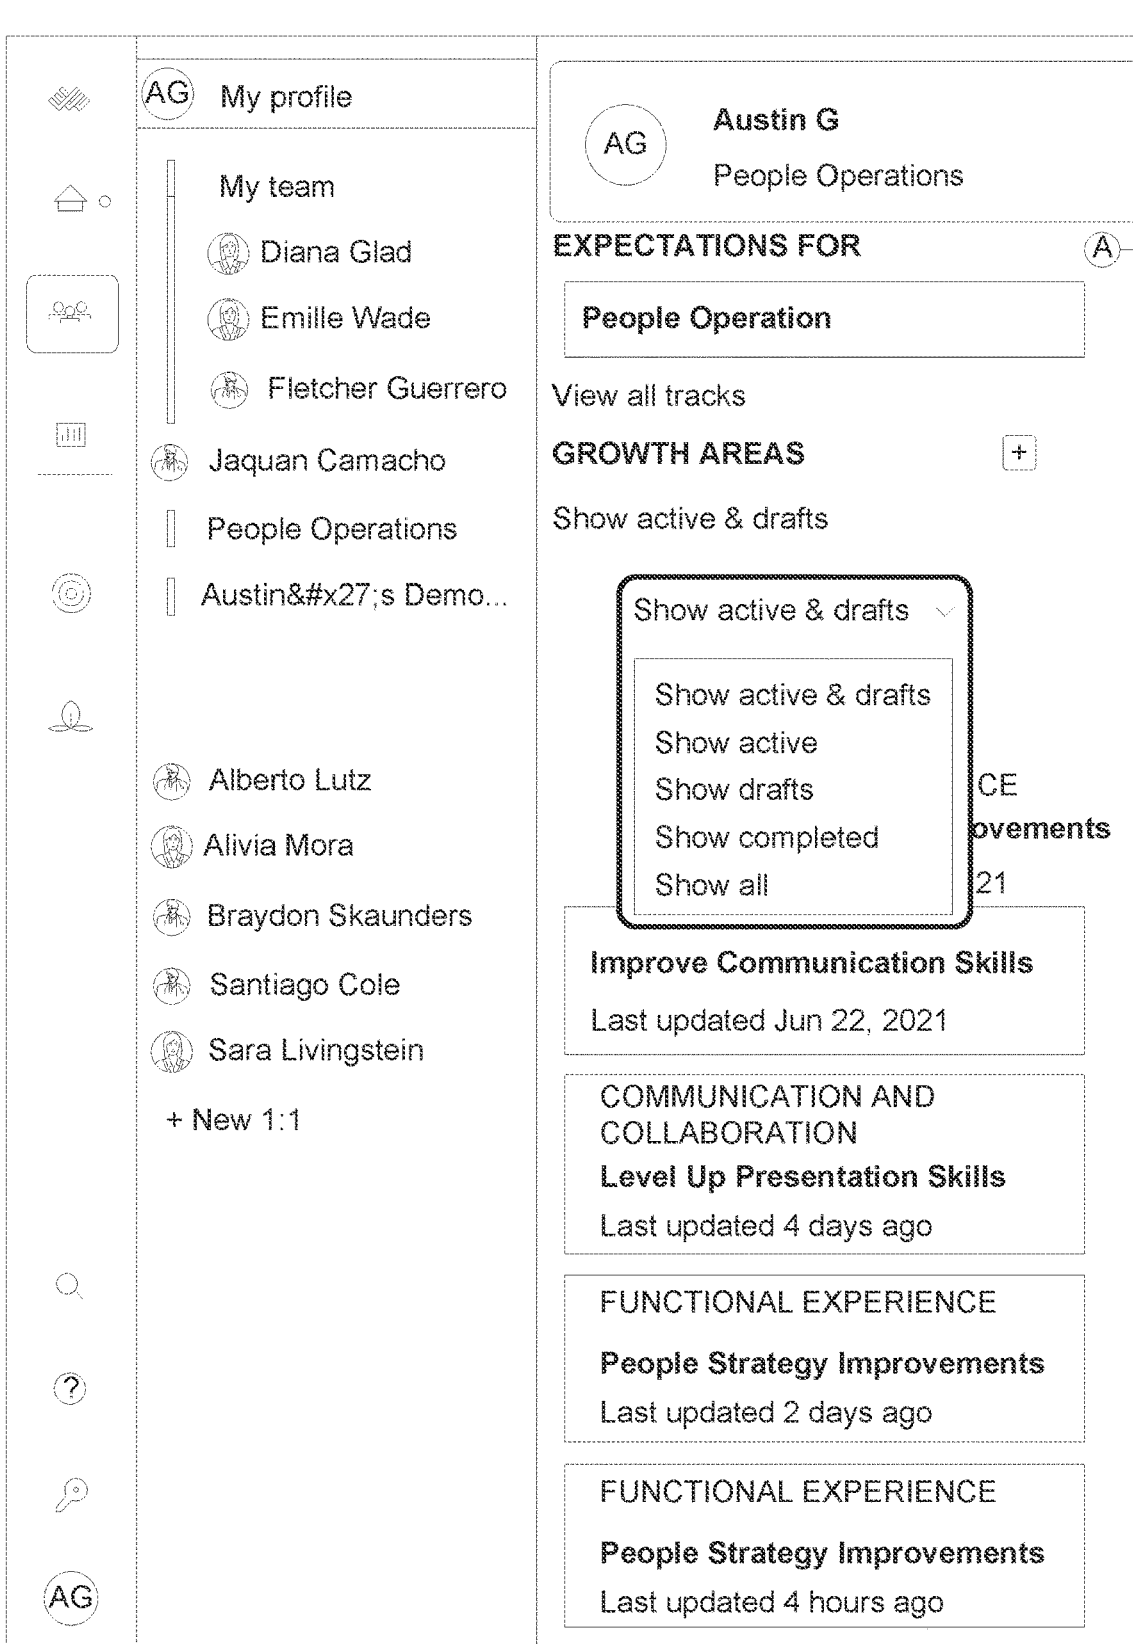 AG My profile
My team
Diana Glad
Emille Wade
Fletcher Guerrero
Jaquan Camacho
People Operations
Austin&#x27;s Demo...
Alberto Lutz
Alivia Mora
Braydon Skaunders
Santiago Cole
Sara Livingstein
+ New 1:1
?
AG
AG
Austin G
People Operations
EXPECTATIONS FOR
A
People Operation
View all tracks
GROWTH AREAS
+
Show active & drafts
Show active & drafts
Show active & drafts
Show active
Show drafts
Show completed
Show all
CE
ovements
21
Improve Communication Skills
Last updated Jun 22, 2021
COMMUNICATION AND
COLLABORATION
Level Up Presentation Skills
Last updated 4 days ago
FUNCTIONAL EXPERIENCE
People Strategy Improvements
Last updated 2 days ago
FUNCTIONAL EXPERIENCE
People Strategy Improvements
Last updated 4 hours ago